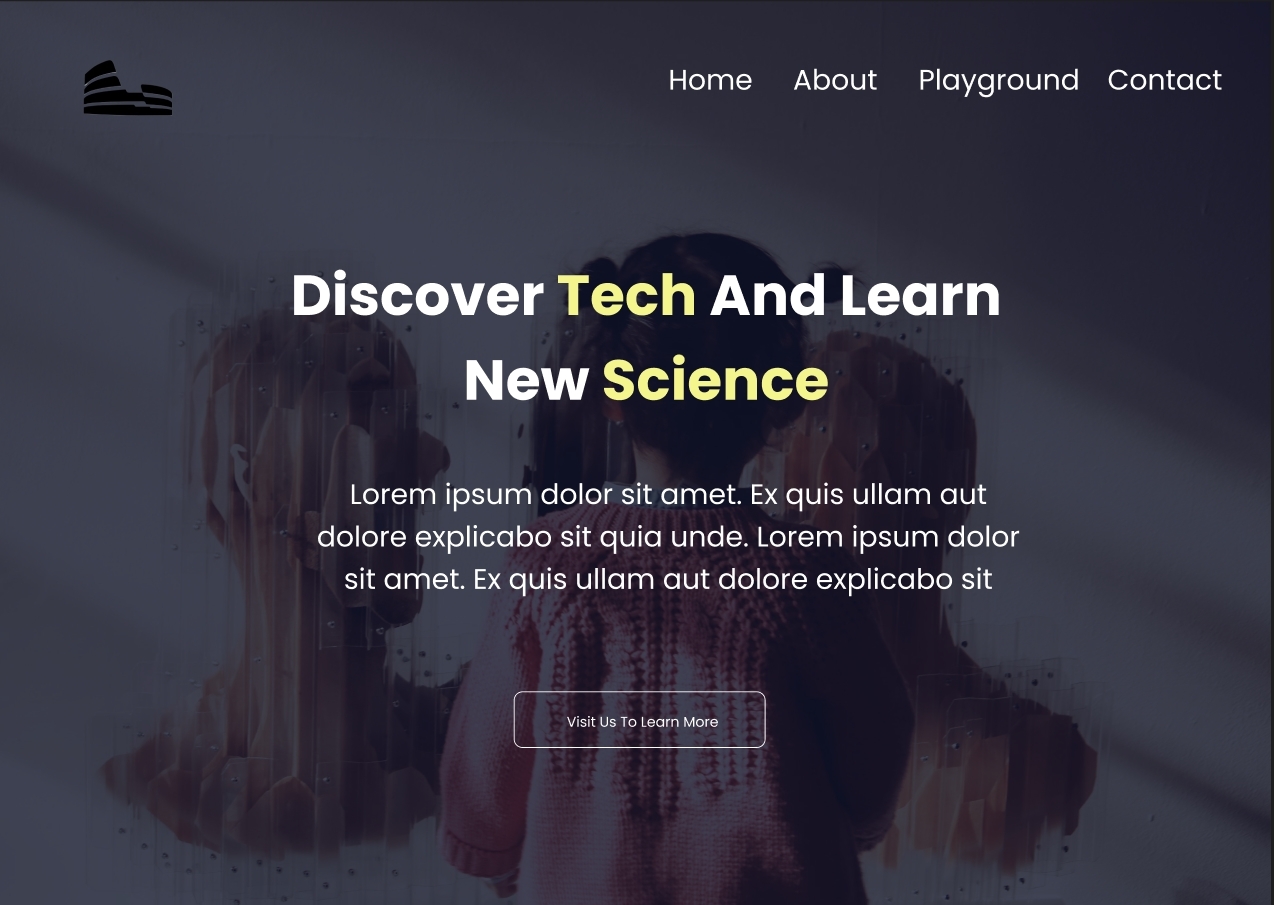 Home About Playground Contact
Discover Tech And Learn
New Science
Lorem ipsum dolor sit amet. Ex quis ullam aut
dolore explicabo sit quia unde. Lorem ipsum dolor
sit amet. Ex quis ullam aut dolore explicabo sit
Visit Us To Learn More